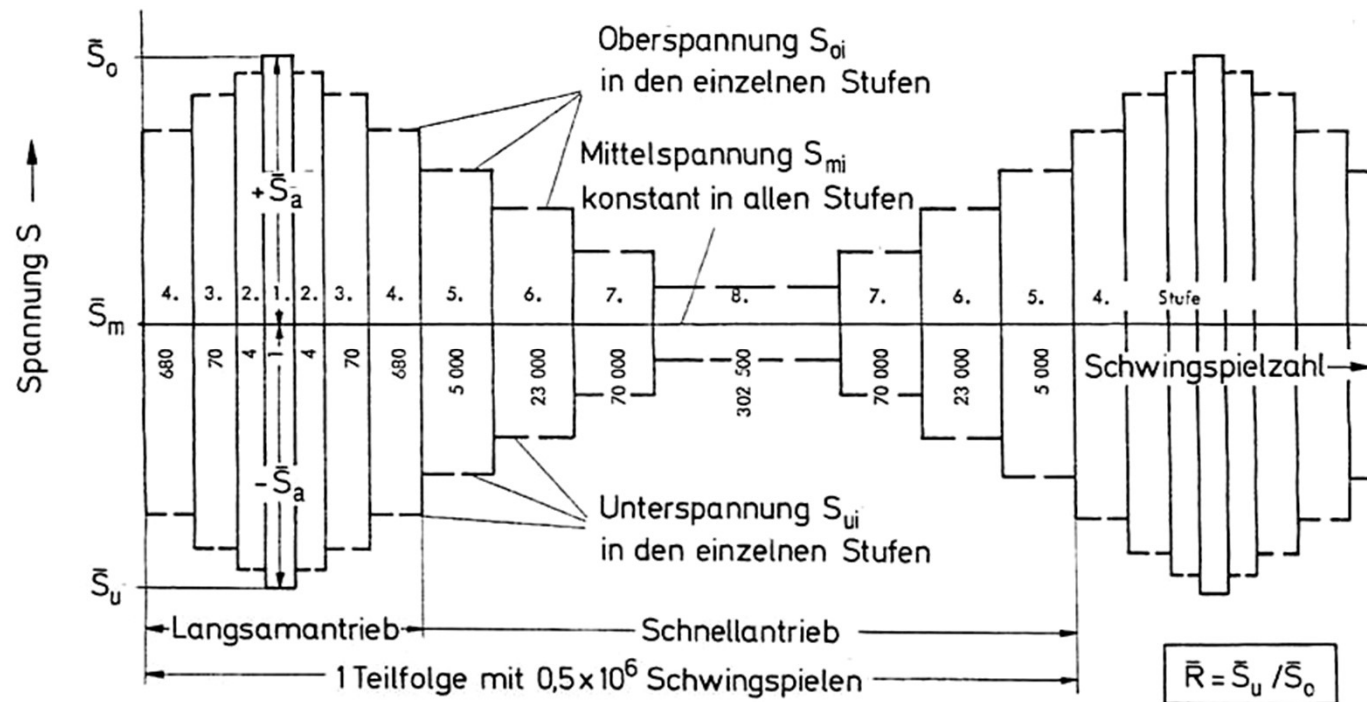 S̄o
Oberspannung Soi
in den einzelnen Stufen
Mittelspannung Smi
konstant in allen Stufen
Spannung S
+S̄a
4. 3. 2. 1. 2. 3. 4. 5. 6. 7. 8. 7. 6. 5. 4. Stufe
S̄m
680 70 4 1 4 70 680 5 000 23 000 70 000 302 500 70 000 23 000 5 000
Schwingspielzahl
-S̄a
Unterspannung Sui
in den einzelnen Stufen
S̄u
Langsamantrieb
Schnellantrieb
1 Teilfolge mit 0,5x10⁶ Schwingspielen
R̄ = S̄u / S̄o